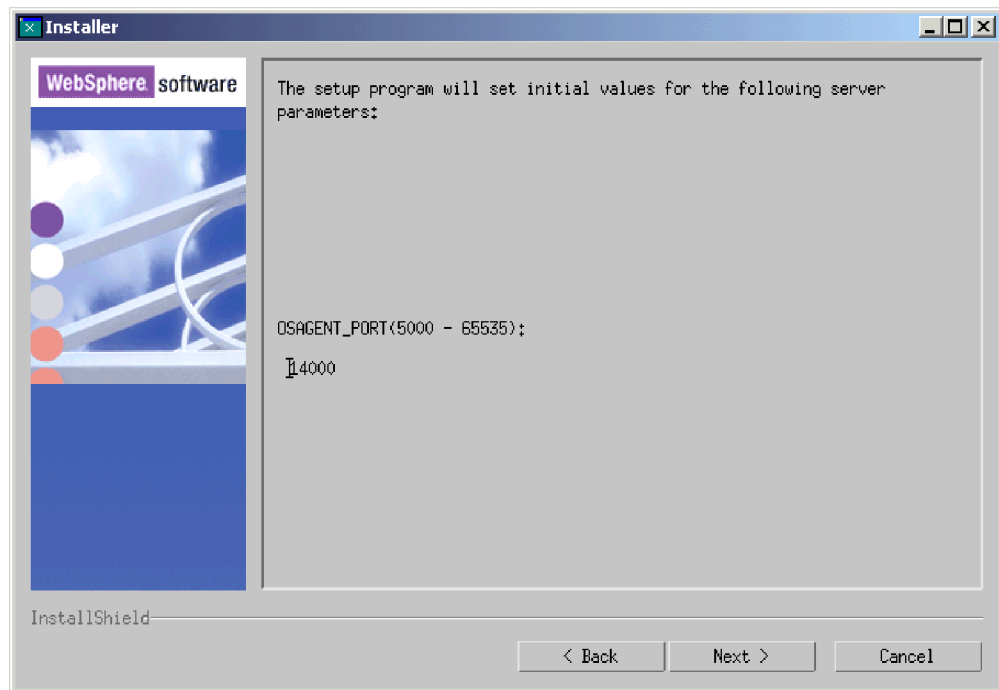 Installer
WebSphere software
The setup program will set initial values for the following server
parameters:
OSAGENT_PORT(5000 - 65535):
14000
InstallShield
< Back
Next >
Cancel